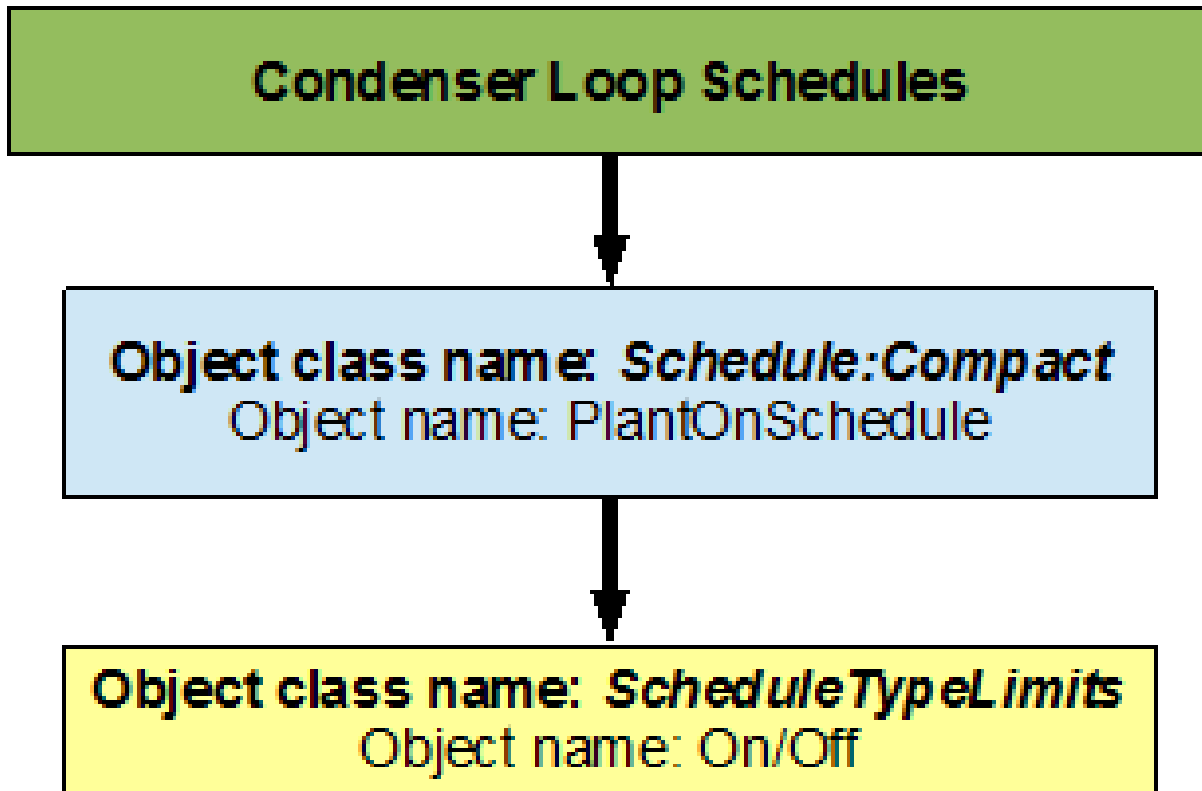 Condenser Loop Schedules
Object class name: Schedule:Compact
Object name: PlantOnSchedule
Object class name: ScheduleTypeLimits
Object name: On/Off